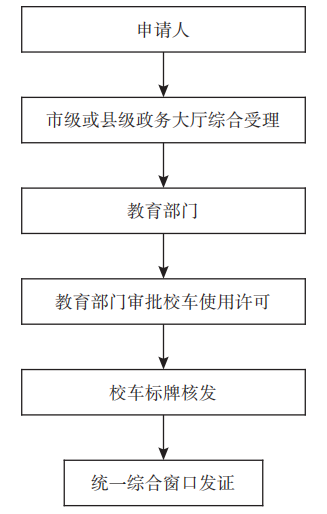 申请人
市级或县级政务大厅综合受理
教育部门
教育部门审批校车使用许可
校车标牌核发
统一综合窗口发证